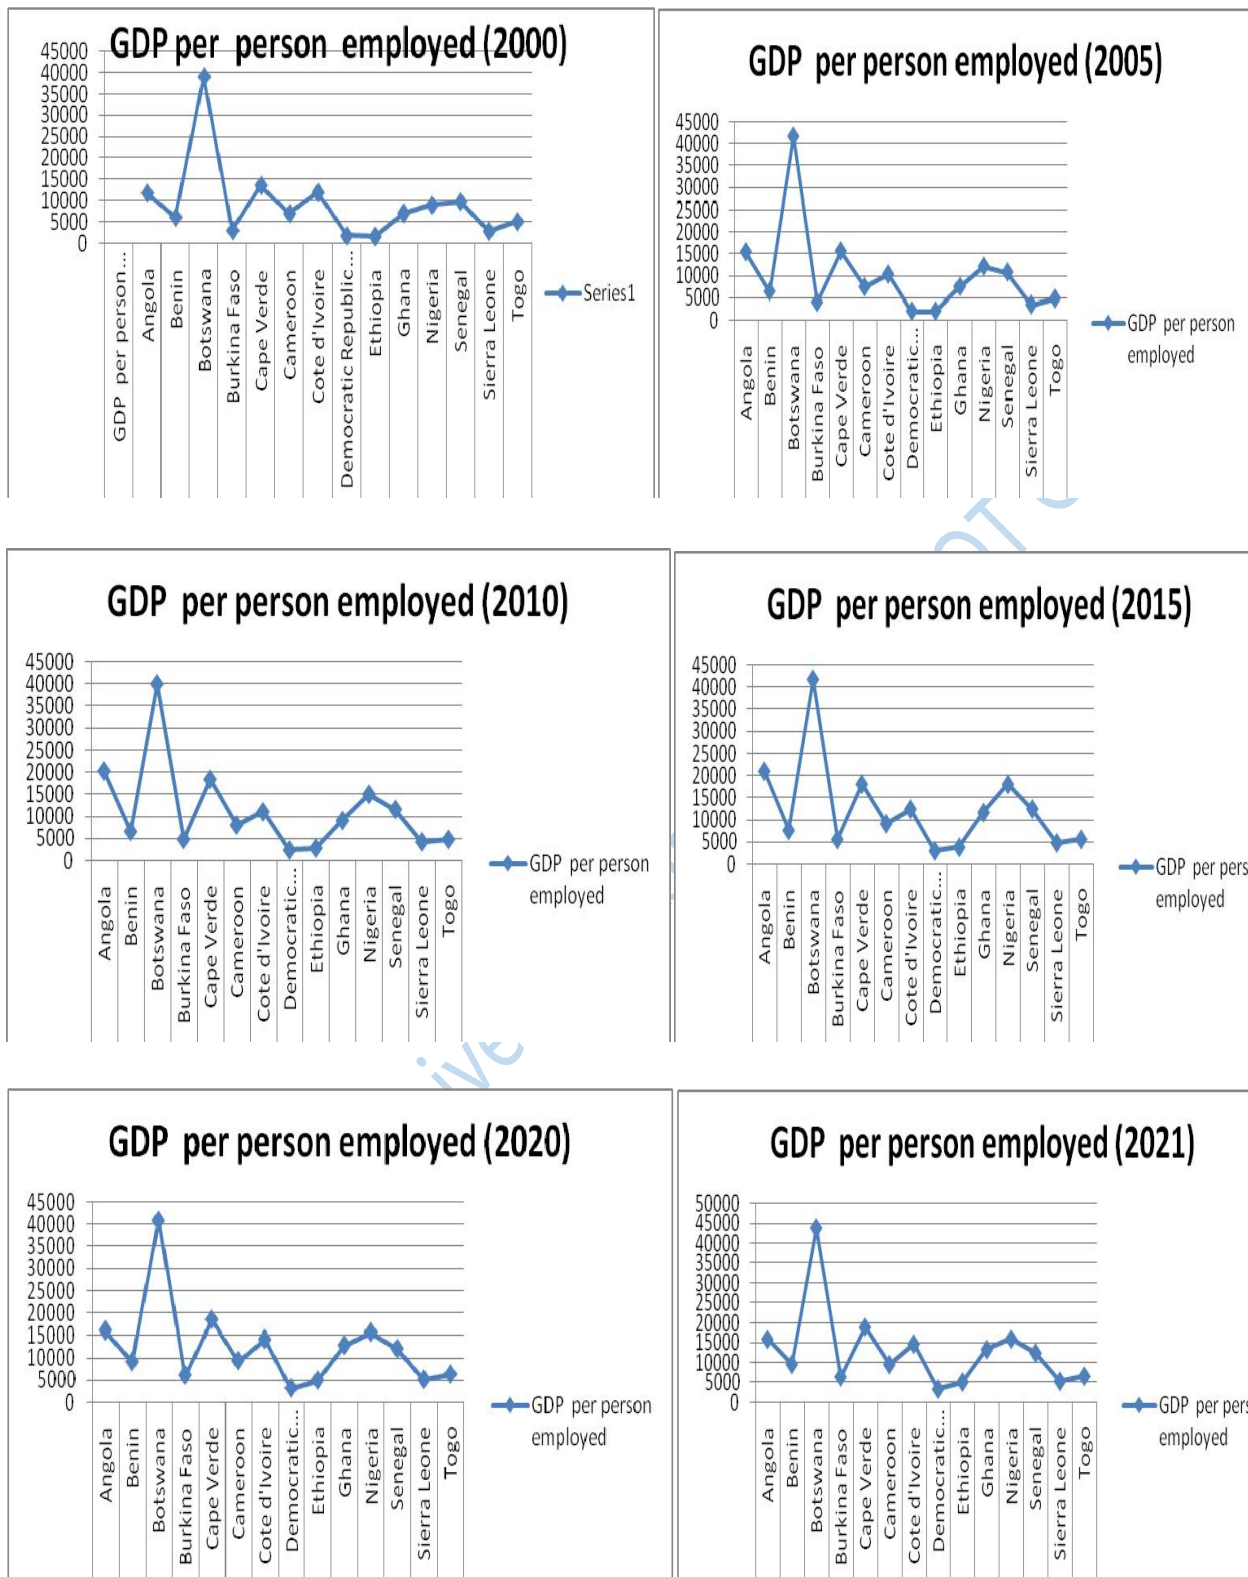 GDP per person employed (2000)
45000
40000
35000
30000
25000
20000
15000
10000
5000
0
GDP per person...
Angola
Benin
Botswana
Burkina Faso
Cape Verde
Cameroon
Cote d'Ivoire
Democratic Republic...
Ethiopia
Ghana
Nigeria
Senegal
Sierra Leone
Togo
Series1
GDP per person employed (2005)
45000
40000
35000
30000
25000
20000
15000
10000
5000
0
Angola
Benin
Botswana
Burkina Faso
Cape Verde
Cameroon
Cote d'Ivoire
Democratic...
Ethiopia
Ghana
Nigeria
Senegal
Sierra Leone
Togo
GDP per person
employed
GDP per person employed (2010)
45000
40000
35000
30000
25000
20000
15000
10000
5000
0
Angola
Benin
Botswana
Burkina Faso
Cape Verde
Cameroon
Cote d'Ivoire
Democratic...
Ethiopia
Ghana
Nigeria
Senegal
Sierra Leone
Togo
GDP per person
employed
GDP per person employed (2015)
45000
40000
35000
30000
25000
20000
15000
10000
5000
0
Angola
Benin
Botswana
Burkina Faso
Cape Verde
Cameroon
Cote d'Ivoire
Democratic...
Ethiopia
Ghana
Nigeria
Senegal
Sierra Leone
Togo
GDP per pers
employed
GDP per person employed (2020)
45000
40000
35000
30000
25000
20000
15000
10000
5000
0
Angola
Benin
Botswana
Burkina Faso
Cape Verde
Cameroon
Cote d'Ivoire
Democratic...
Ethiopia
Ghana
Nigeria
Senegal
Sierra Leone
Togo
GDP per person
employed
GDP per person employed (2021)
50000
45000
40000
35000
30000
25000
20000
15000
10000
5000
0
Angola
Benin
Botswana
Burkina Faso
Cape Verde
Cameroon
Cote d'Ivoire
Democratic...
Ethiopia
Ghana
Nigeria
Senegal
Sierra Leone
Togo
GDP per pers
employed